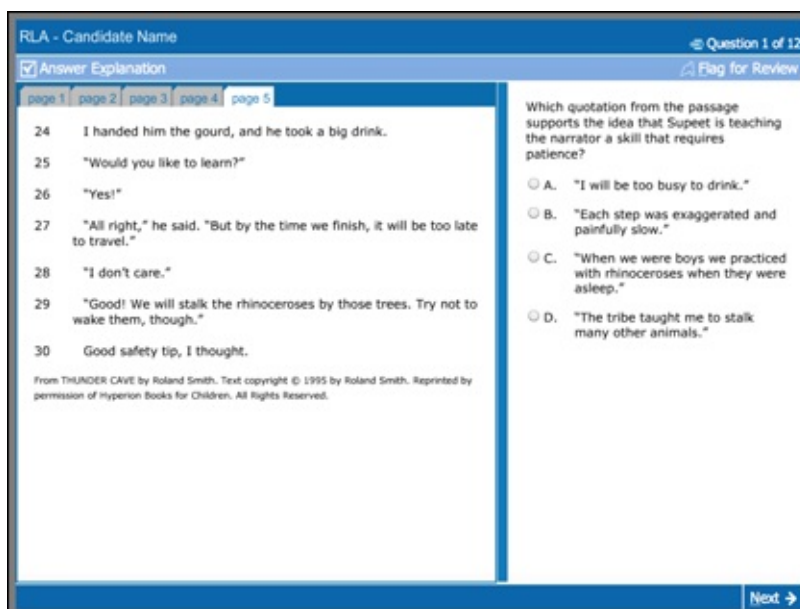 RLA - Candidate Name
Question 1 of 12
Answer Explanation
Flag for Review
page 1 page 2 page 3 page 4 page 5
24 I handed him the gourd, and he took a big drink.
25 "Would you like to learn?"
26 "Yes!"
27 "All right," he said. "But by the time we finish, it will be too late
to travel."
28 "I don't care."
29 "Good! We will stalk the rhinoceroses by those trees. Try not to
wake them, though."
30 Good safety tip, I thought.
From THUNDER CAVE by Roland Smith. Text copyright © 1995 by Roland Smith. Reprinted by
permission of Hyperion Books for Children. All Rights Reserved.
Which quotation from the passage
supports the idea that Supeet is teaching
the narrator a skill that requires
patience?
A. "I will be too busy to drink."
B. "Each step was exaggerated and
painfully slow."
C. "When we were boys we practiced
with rhinoceroses when they were
asleep."
D. "The tribe taught me to stalk
many other animals."
Next